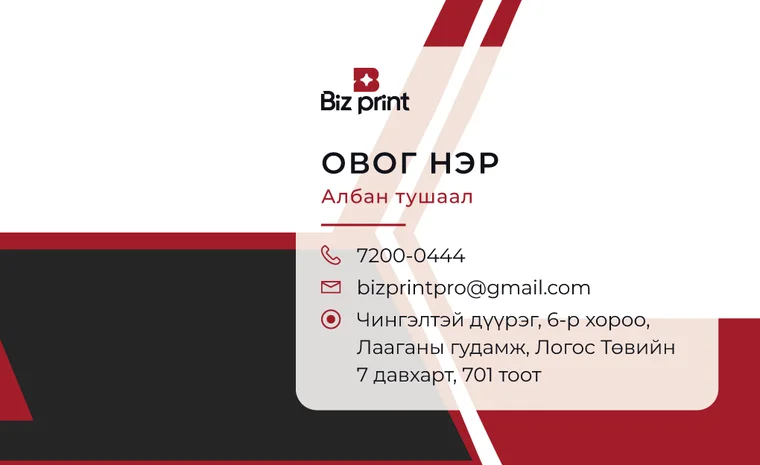 Biz print
ОВОГ НЭР
Албан тушаал
7200-0444
bizprintpro@gmail.com
Чингэлтэй дүүрэг, 6-р хороо,
Лааганы гудамж, Логос Төвийн
7 давхарт, 701 тоот